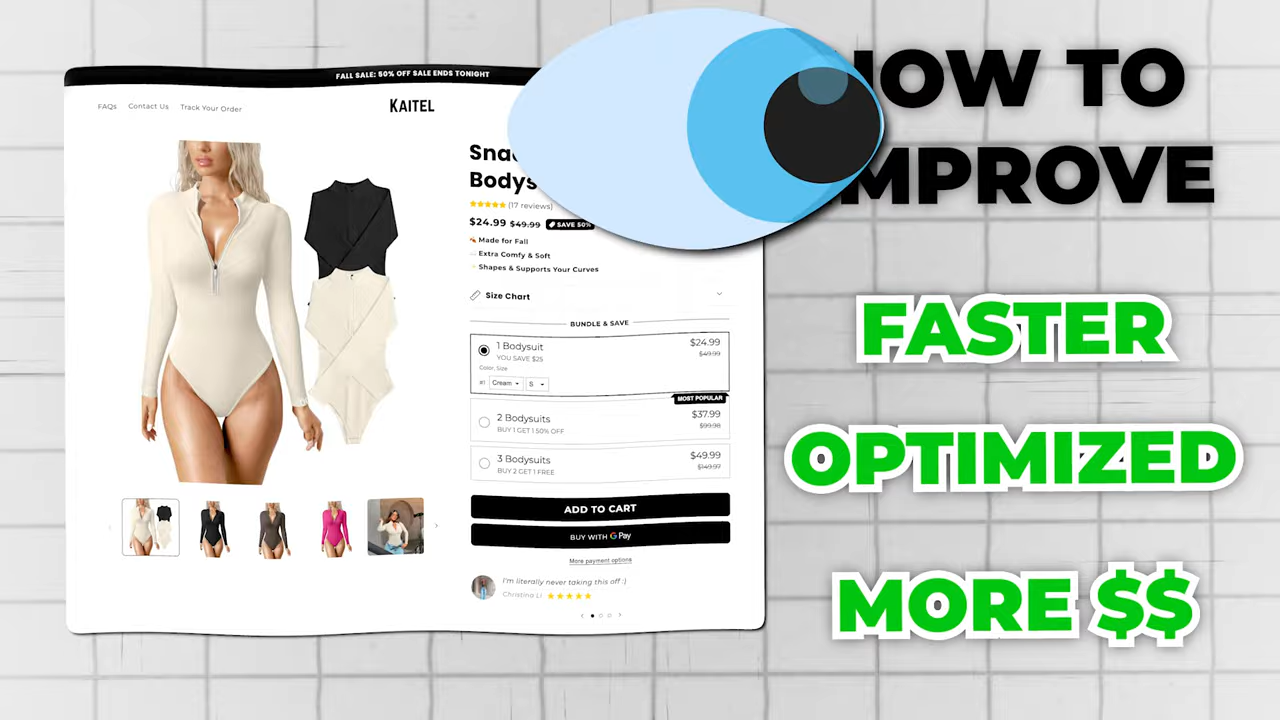 FALL SALE: 50% OFF SALE ENDS TONIGHT
FAQs Contact Us Track Your Order
KAITEL
(17 reviews)
$24.99 $49.99 SAVE 50%
Made for Fall
Extra Comfy & Soft
Shapes & Supports Your Curves
Size Chart
BUNDLE & SAVE
1 Bodysuit $24.99
YOU SAVE $25 $49.99
Color, Size
#1 Cream S
MOST POPULAR
2 Bodysuits $37.99
BUY 1 GET 1 50% OFF $99.98
3 Bodysuits $49.99
BUY 2 GET 1 FREE $149.97
ADD TO CART
BUY WITH G Pay
More payment options
I'm literally never taking this off :)
Christina Li
HOW TO
IMPROVE
FASTER
OPTIMIZED
MORE $$